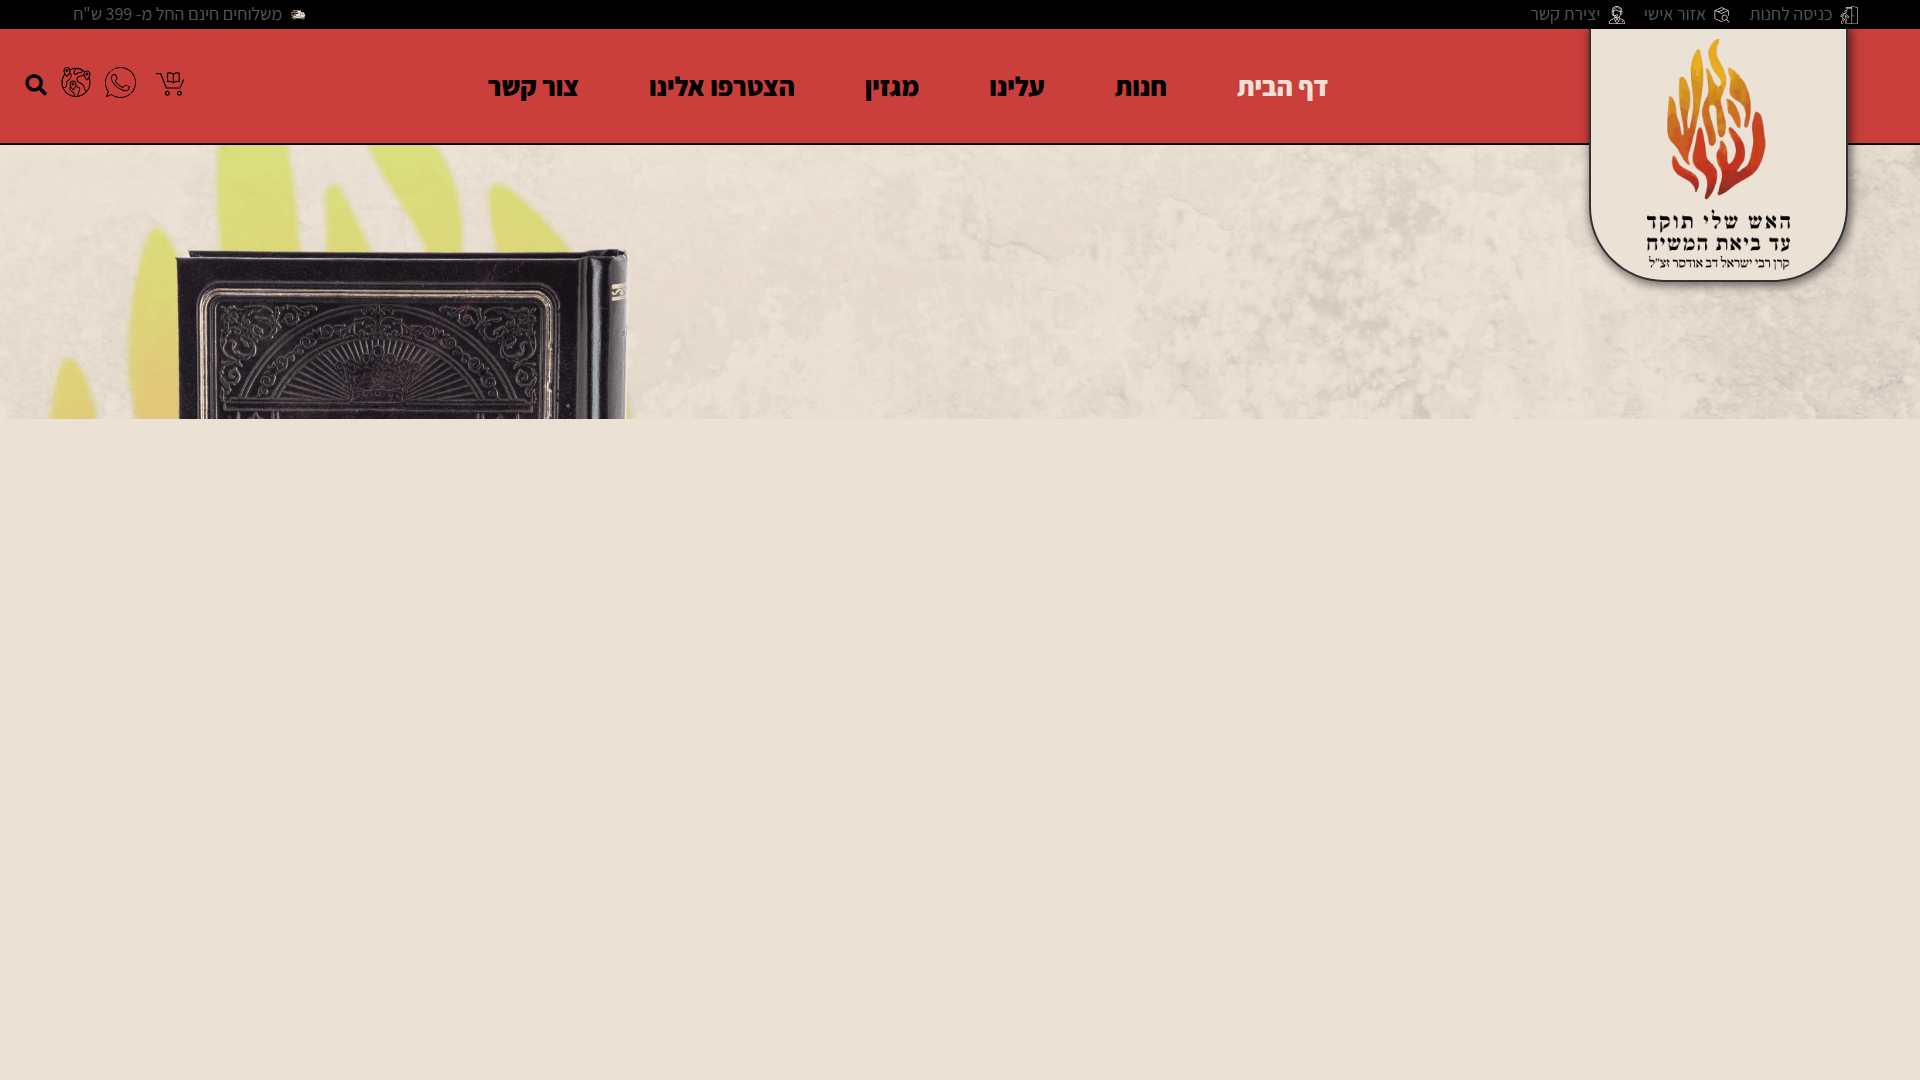 כניסה לחנות
אזור אישי
יצירת קשר
משלוחים חינם החל מ- 399 ש"ח
דף הבית
חנות
עלינו
מגזין
הצטרפו אלינו
צור קשר
האש שלי תוקד
עד ביאת המשיח
קרן רבי ישראל דב אודסר זצ"ל